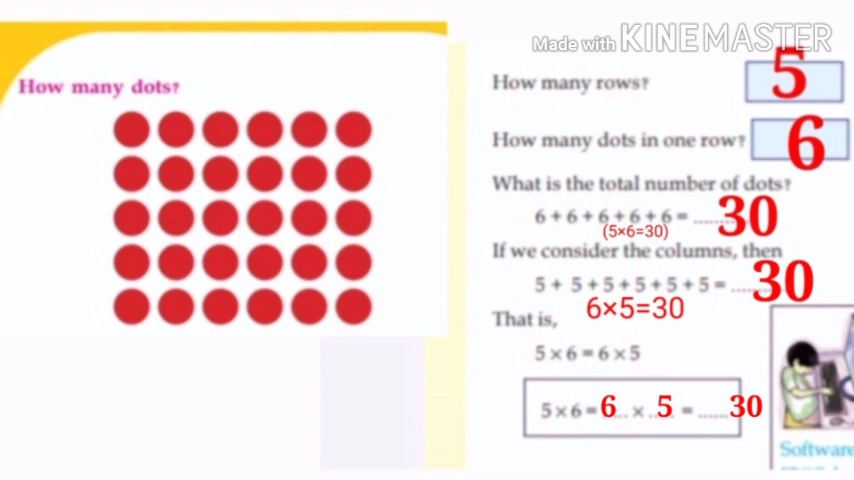 Made with KINEMASTER
How many dots?
How many rows? 5
How many dots in one row? 6
What is the total number of dots?
6 + 6 + 6 + 6 + 6 = ........ 30
(5×6=30)
If we consider the columns, then
5 + 5 + 5 + 5 + 5 + 5 = ...... 30
6×5=30
That is,
5 × 6 = 6 × 5
5 × 6 = 6... × ...5 = ......30
Software